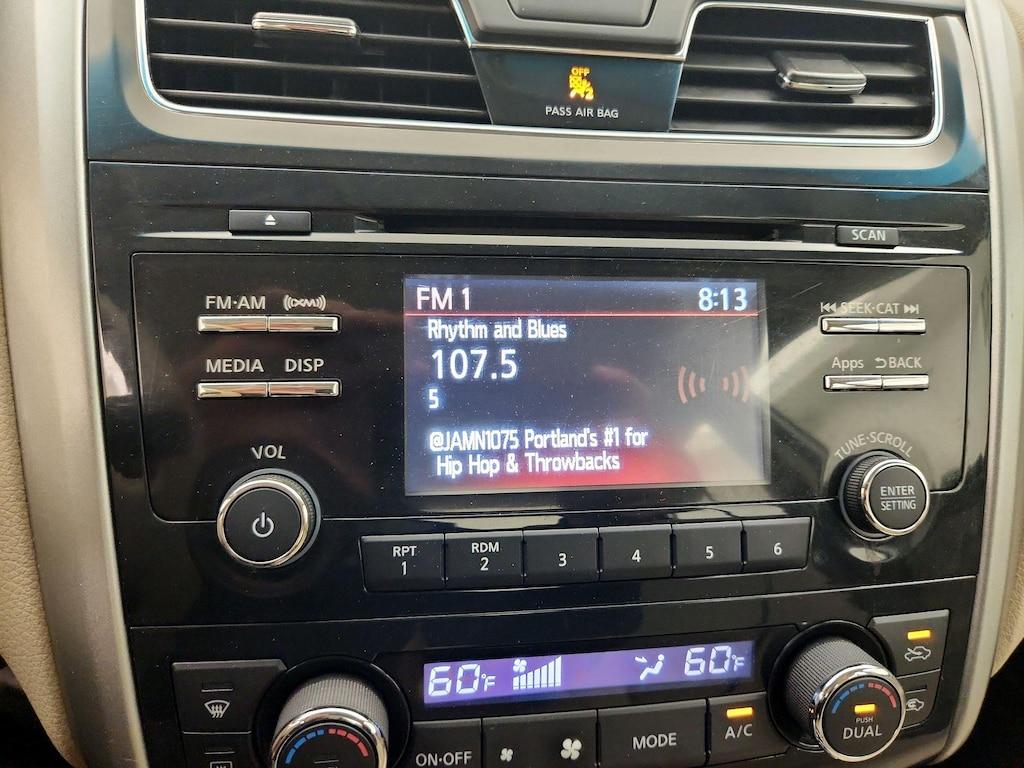 OFF
2
PASS AIR BAG
SCAN
FM·AM
((XM))
SEEK·CAT
FM 1
8:13
Rhythm and Blues
107.5
5
@JAMN1075 Portland's #1 for
Hip Hop & Throwbacks
MEDIA
DISP
Apps
BACK
VOL
TUNE·SCROLL
ENTER
SETTING
RPT
1
RDM
2
3
4
5
6
60°F
60°F
ON·OFF
MODE
A/C
PUSH
DUAL